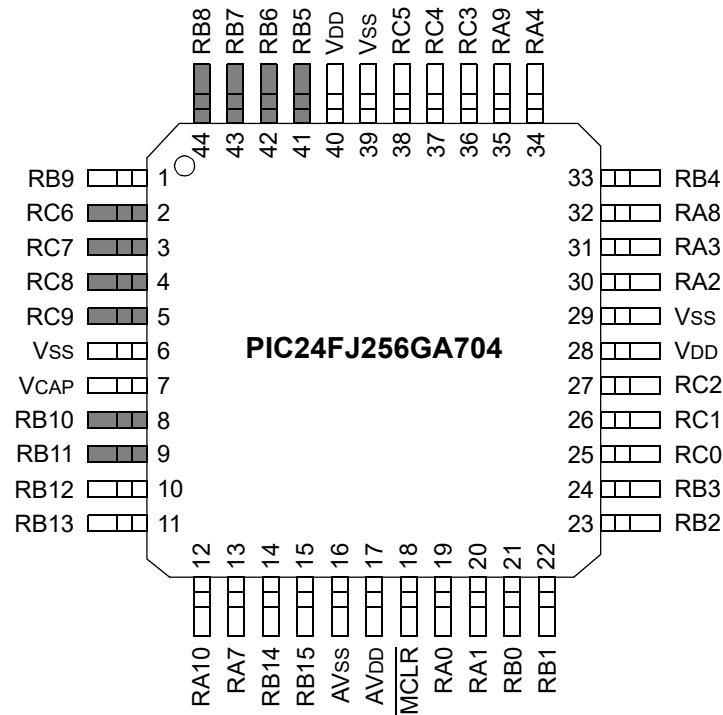 RB8 RB7 RB6 RB5 VDD VSS RC5 RC4 RC3 RA9 RA4
44 43 42 41 40 39 38 37 36 35 34
RB9 1 33 RB4
RC6 2 32 RA8
RC7 3 31 RA3
RC8 4 30 RA2
RC9 5 29 VSS
VSS 6 PIC24FJ256GA704 28 VDD
VCAP 7 27 RC2
RB10 8 26 RC1
RB11 9 25 RC0
RB12 10 24 RB3
RB13 11 23 RB2
12 13 14 15 16 17 18 19 20 21 22
RA10 RA7 RB14 RB15 AVSS AVDD MCLR RA0 RA1 RB0 RB1